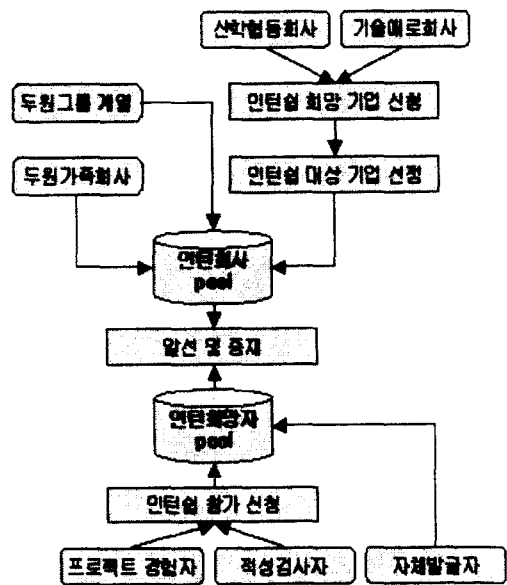 산학협동회사
기술애로회사
두원그룹 계열
인턴쉽 희망 기업 신청
두원가족회사
인턴쉽 대상 기업 선정
인턴회사
pool
알선 및 중재
인턴희망자
pool
인턴쉽 참가 신청
프로젝트 경험자
적성검사자
자체발굴자